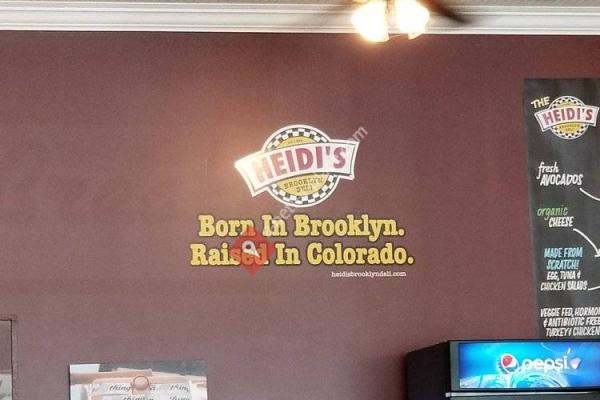 HEIDI'S
BROOKLYN
DELI
Born In Brooklyn.
Raised In Colorado.
heidisbrooklyndeli.com
THE
HEIDI'S
fresh
AVOCADOS
organic
CHEESE
MADE FROM
SCRATCH!
EGG, TUNA &
CHICKEN SALADS
VEGGIE FED, HORMON
& ANTIBIOTIC FREE
TURKEY & CHICKEN
pepsi